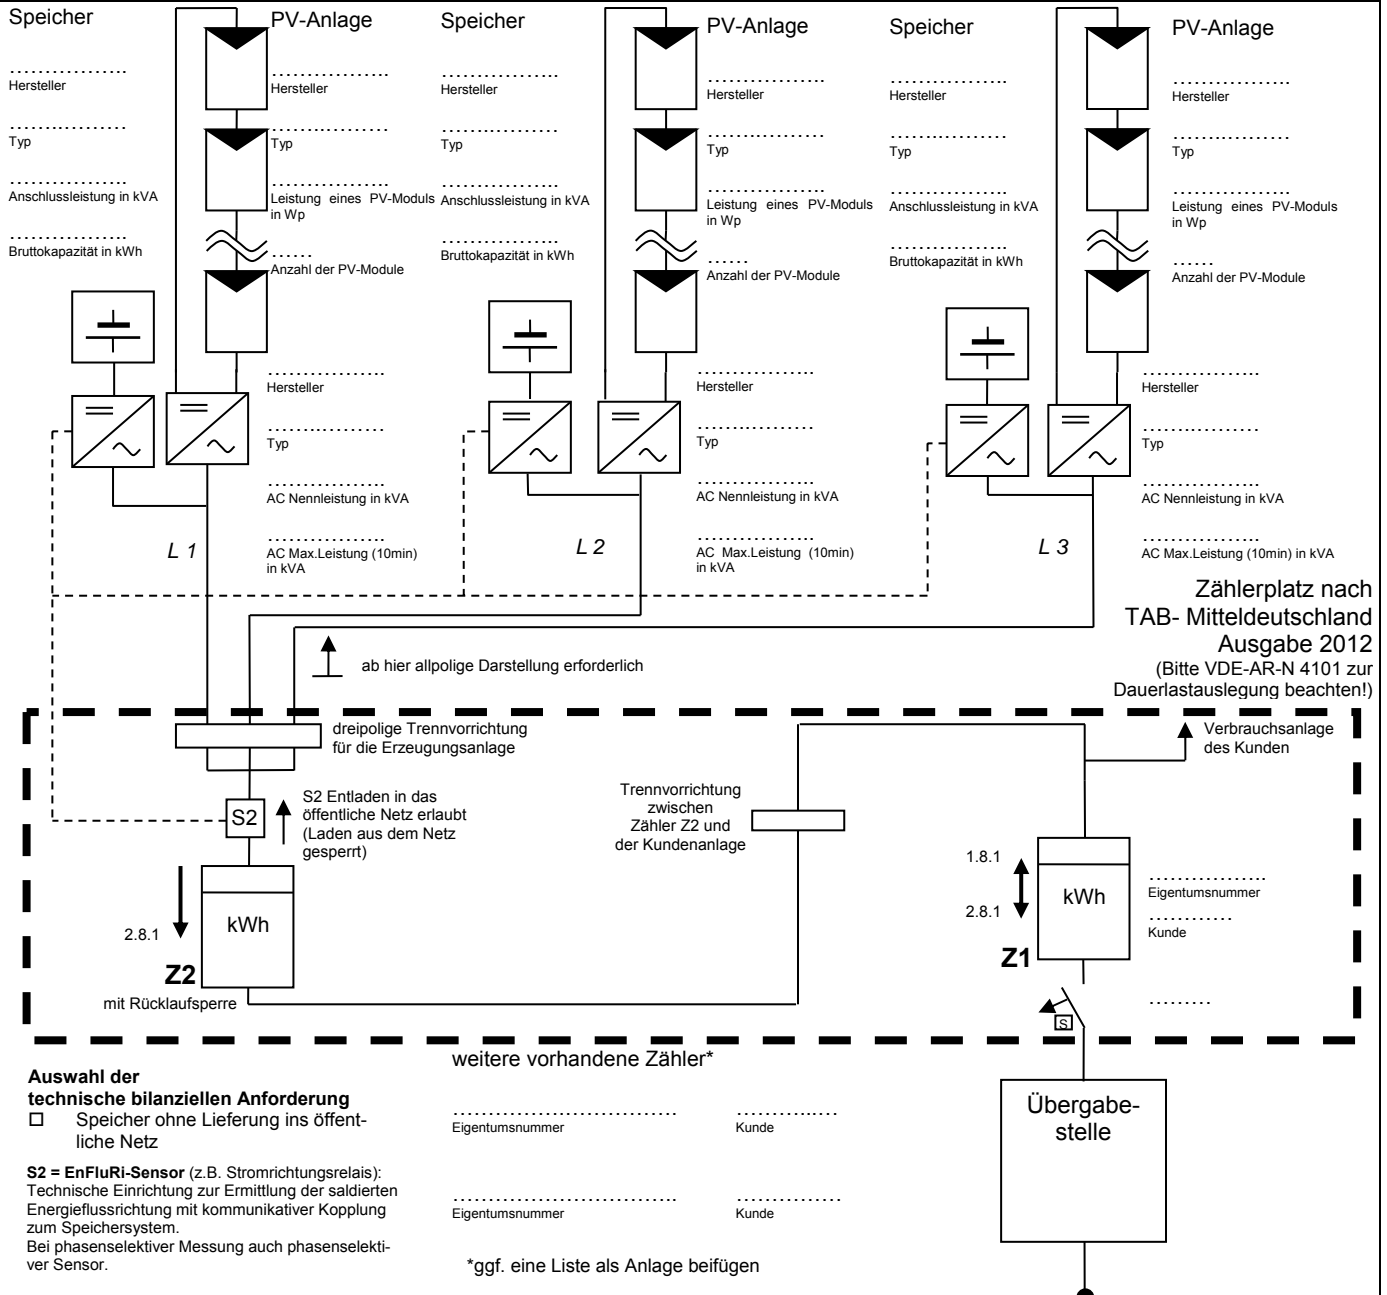 Speicher
……………….
Hersteller
……………….
Typ
……………….
Anschlussleistung in kVA
……………….
Bruttokapazität in kWh
PV-Anlage
……………….
Hersteller
……………….
Typ
……………….
Leistung eines PV-Moduls
in Wp
……
Anzahl der PV-Module
……………….
Hersteller
……………….
Typ
……………….
AC Nennleistung in kVA
……………….
AC Max.Leistung (10min)
in kVA
L 1
Speicher
……………….
Hersteller
……………….
Typ
……………….
Anschlussleistung in kVA
……………….
Bruttokapazität in kWh
PV-Anlage
……………….
Hersteller
……………….
Typ
……………….
Leistung eines PV-Moduls
in Wp
……
Anzahl der PV-Module
……………….
Hersteller
……………….
Typ
……………….
AC Nennleistung in kVA
……………….
AC Max.Leistung (10min)
in kVA
L 2
Speicher
……………….
Hersteller
……………….
Typ
……………….
Anschlussleistung in kVA
……………….
Bruttokapazität in kWh
PV-Anlage
……………….
Hersteller
……………….
Typ
……………….
Leistung eines PV-Moduls
in Wp
……
Anzahl der PV-Module
……………….
Hersteller
……………….
Typ
……………….
AC Nennleistung in kVA
……………….
AC Max.Leistung (10min) in kVA
L 3
Zählerplatz nach
TAB- Mitteldeutschland
Ausgabe 2012
(Bitte VDE-AR-N 4101 zur
Dauerlastauslegung beachten!)
ab hier allpolige Darstellung erforderlich
dreipolige Trennvorrichtung
für die Erzeugungsanlage
S2
S2 Entladen in das
öffentliche Netz erlaubt
(Laden aus dem Netz
gesperrt)
2.8.1
kWh
Z2
mit Rücklaufsperre
Trennvorrichtung
zwischen
Zähler Z2 und
der Kundenanlage
Verbrauchsanlage
des Kunden
1.8.1
2.8.1
kWh
Z1
……………….
Eigentumsnummer
…………
Kunde
………
S
Übergabe-
stelle
Auswahl der
technische bilanziellen Anforderung
☐ Speicher ohne Lieferung ins öffent-
liche Netz
S2 = EnFluRi-Sensor (z.B. Stromrichtungsrelais):
Technische Einrichtung zur Ermittlung der saldierten
Energieflussrichtung mit kommunikativer Kopplung
zum Speichersystem.
Bei phasenselektiver Messung auch phasenselekti-
ver Sensor.
weitere vorhandene Zähler*
……………………………. ……………
Eigentumsnummer Kunde
……………………………. ……………
Eigentumsnummer Kunde
*ggf. eine Liste als Anlage beifügen